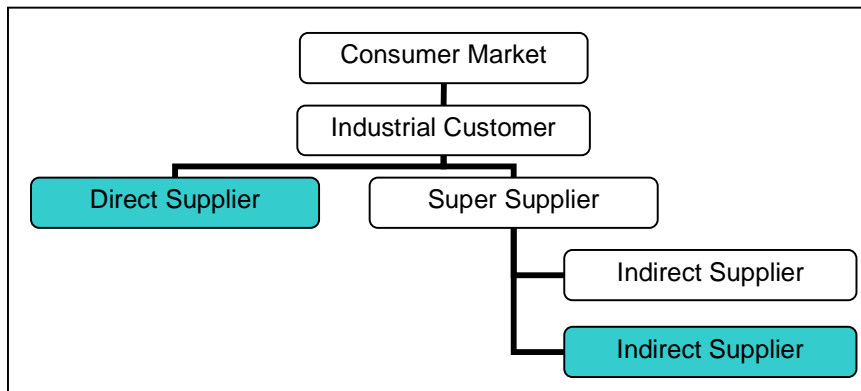 Consumer Market
Industrial Customer
Direct Supplier
Super Supplier
Indirect Supplier
Indirect Supplier